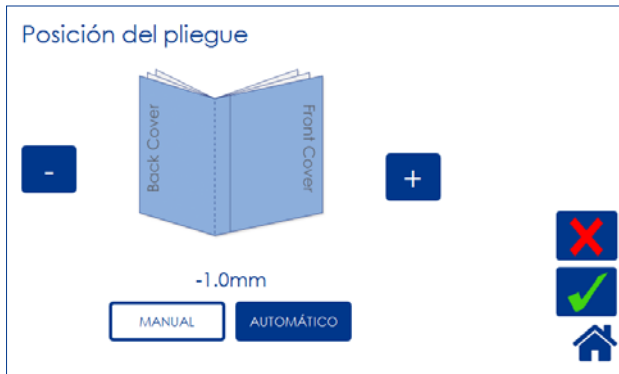 Posición del pliegue
Back Cover
Front Cover
-
+
-1.0mm
MANUAL
AUTOMÁTICO